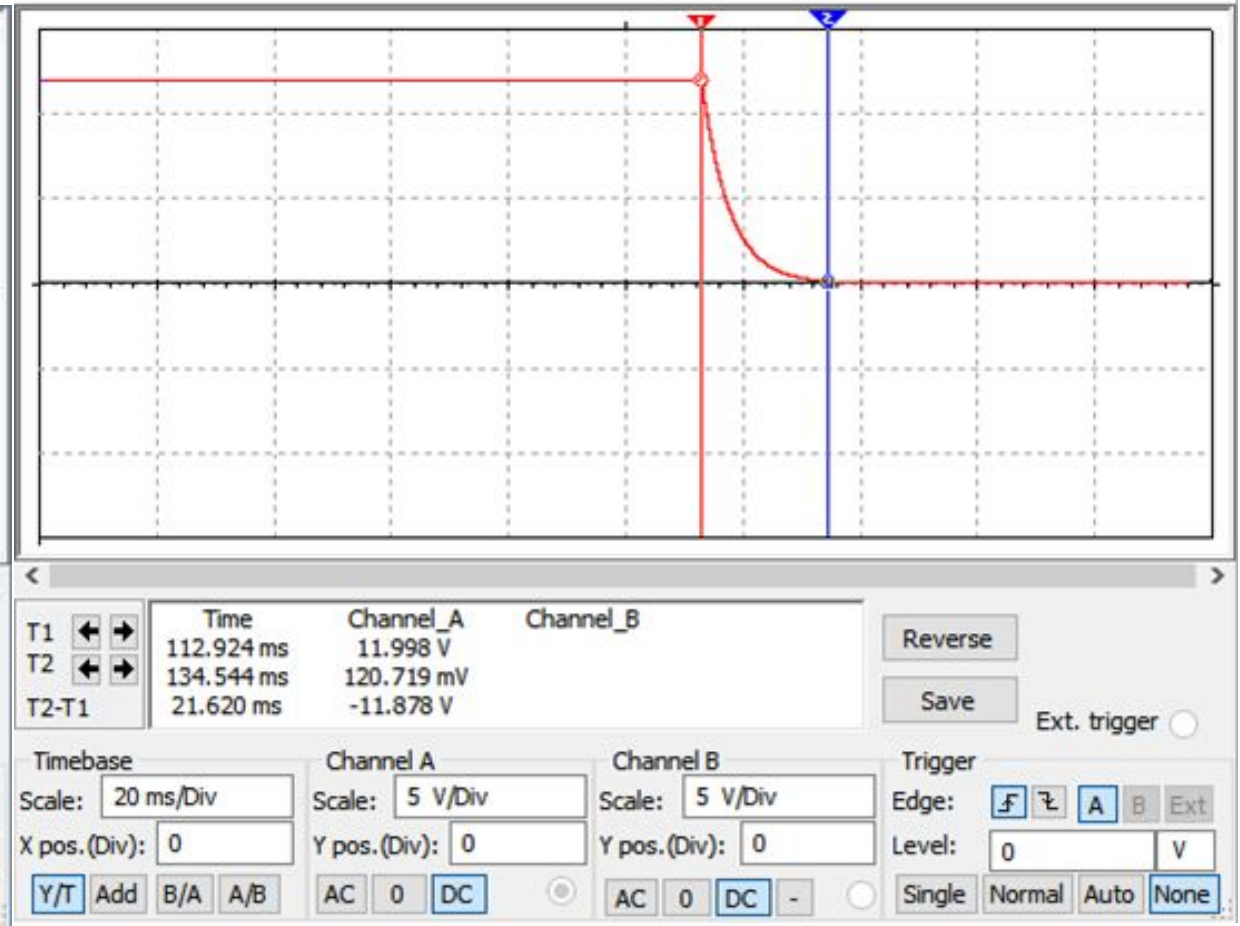 1 2
Time Channel_A Channel_B
T1 112.924 ms 11.998 V
T2 134.544 ms 120.719 mV
T2-T1 21.620 ms -11.878 V
Reverse
Save
Ext. trigger
Timebase
Scale: 20 ms/Div
X pos.(Div): 0
Y/T Add B/A A/B
Channel A
Scale: 5 V/Div
Y pos.(Div): 0
AC 0 DC
Channel B
Scale: 5 V/Div
Y pos.(Div): 0
AC 0 DC -
Trigger
Edge: A B Ext
Level: 0 V
Single Normal Auto None